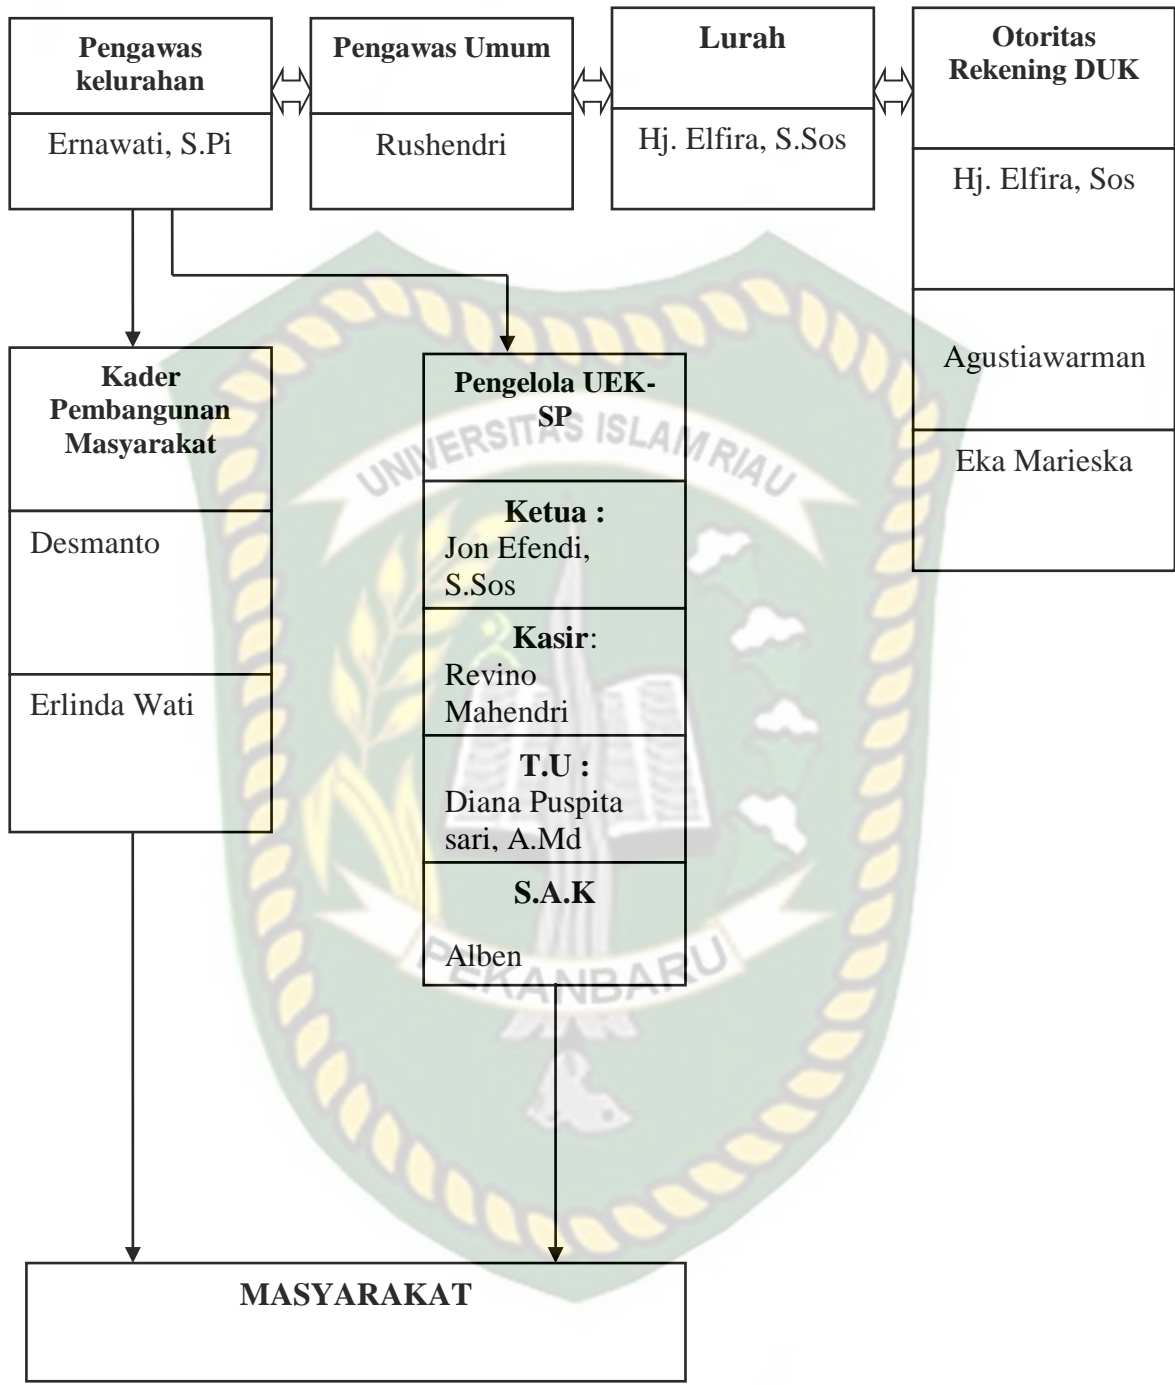 Pengawas
kelurahan
Ernawati, S.Pi
Pengawas Umum
Rushendri
Lurah
Hj. Elfira, S.Sos
Otoritas
Rekening DUK
Hj. Elfira, Sos
Agustiawarman
Eka Marieska
Kader
Pembangunan
Masyarakat
Desmanto
Erlinda Wati
Pengelola UEK-
SP
Ketua :
Jon Efendi,
S.Sos
Kasir:
Revino
Mahendri
T.U :
Diana Puspita
sari, A.Md
S.A.K
Alben
MASYARAKAT
UNIVERSITAS ISLAM RIAU
PEKANBARU